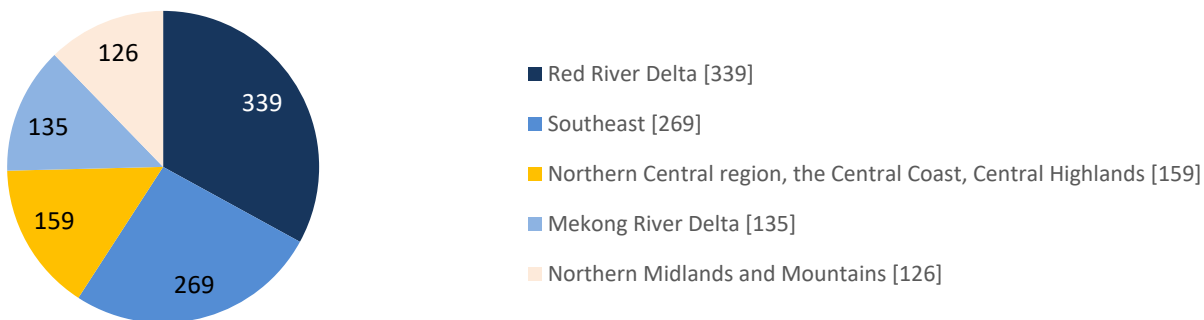 126
339
135
159
269
Red River Delta [339]
Southeast [269]
Northern Central region, the Central Coast, Central Highlands [159]
Mekong River Delta [135]
Northern Midlands and Mountains [126]